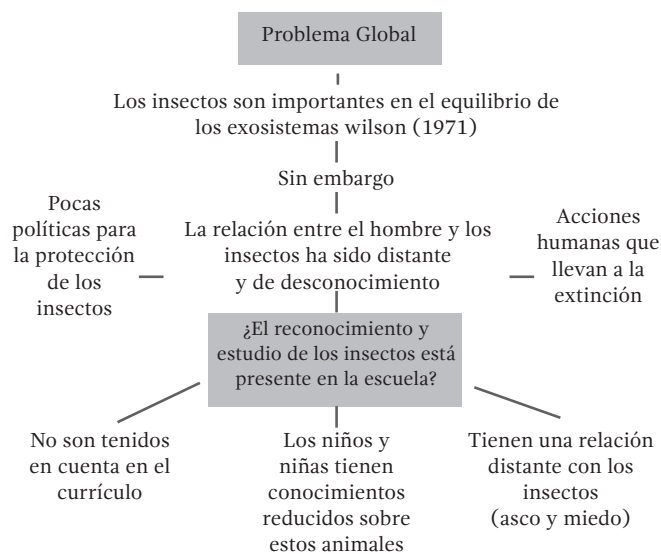 Problema Global
Los insectos son importantes en el equilibrio de
los exosistemas wilson (1971)
Sin embargo
Pocas
políticas para
la protección
de los
insectos
La relación entre el hombre y los
insectos ha sido distante
y de desconocimiento
Acciones
humanas que
llevan a la
extinción
¿El reconocimiento y
estudio de los insectos está
presente en la escuela?
No son tenidos
en cuenta en el
currículo
Los niños y
niñas tienen
conocimientos
reducidos sobre
estos animales
Tienen una relación
distante con los
insectos
(asco y miedo)